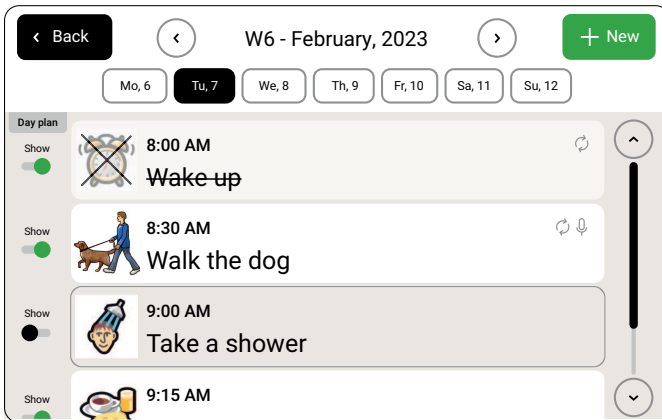 Back
W6 - February, 2023
New
Mo, 6
Tu, 7
We, 8
Th, 9
Fr, 10
Sa, 11
Su, 12
Day plan
Show
8:00 AM
Wake up
Show
8:30 AM
Walk the dog
Show
9:00 AM
Take a shower
Show
9:15 AM